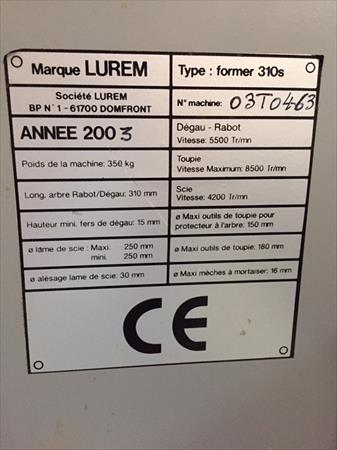 Marque LUREM
Type : former 310s
Société LUREM
BP N° 1 - 61700 DOMFRONT
N° machine: 03T0463
ANNEE 2003
Dégau - Rabot
Vitesse: 5500 Tr/mn
Poids de la machine: 350 kg
Toupie
Vitesse Maximum: 8500 Tr/mn
Long. arbre Rabot/Dégau: 310 mm
Scie
Vitesse: 4200 Tr/mn
Hauteur mini. fers de dégau: 15 mm
ø Maxi outils de toupie pour
protecteur à l'arbre: 150 mm
ø lâme de scie: Maxi. 250 mm
mini. 250 mm
ø Maxi outils de toupie: 180 mm
ø alésage lame de scie: 30 mm
ø Maxi mèches à mortaiser: 16 mm
CE